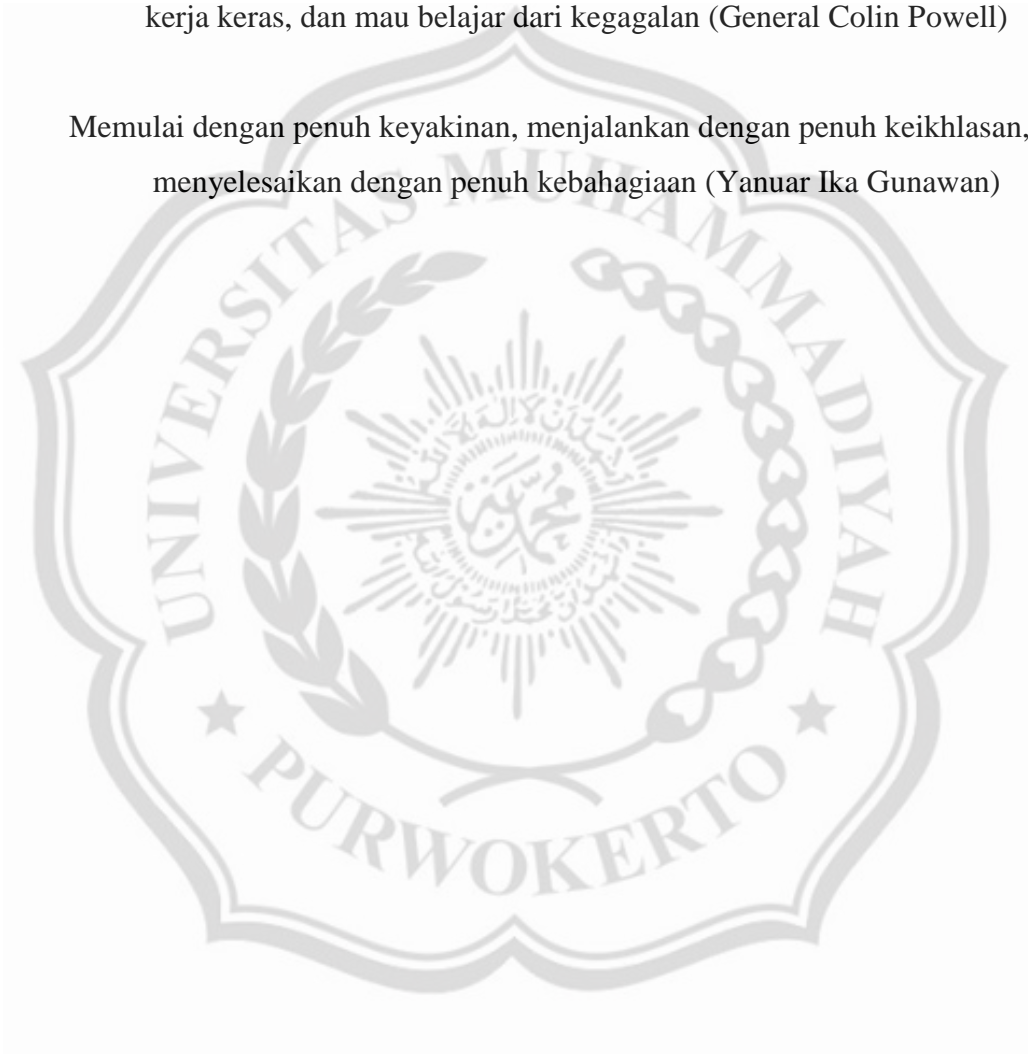 kerja keras, dan mau belajar dari kegagalan (General Colin Powell)
Memulai dengan penuh keyakinan, menjalankan dengan penuh keikhlasan,
menyelesaikan dengan penuh kebahagiaan (Yanuar Ika Gunawan)
UNIVERSITAS MUHAMMADIYAH
PURWOKERTO